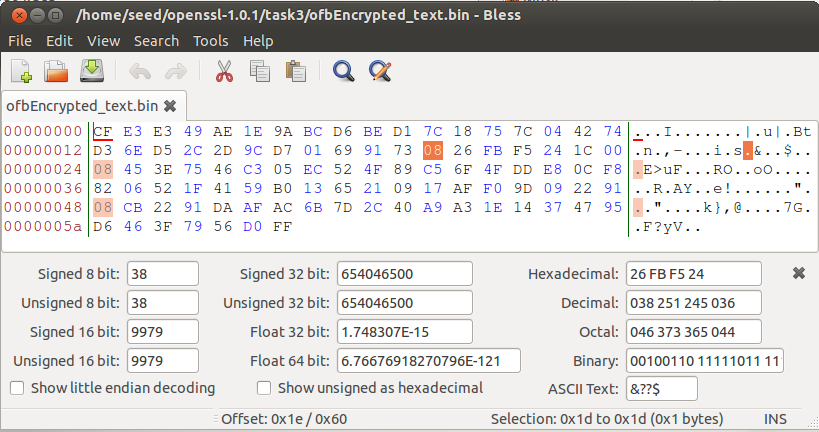 /home/seed/openssl-1.0.1/task3/ofbEncrypted_text.bin - Bless
File Edit View Search Tools Help
ofbEncrypted_text.bin
00000000 CF E3 E3 49 AE 1E 9A BC D6 BE D1 7C 18 75 7C 04 42 74 ...I.......|.u|.Bt
00000012 D3 6E D5 2C 2D 9C D7 01 69 91 73 08 26 FB F5 24 1C 00 .n.,-...i.s.&..$..
00000024 08 45 3E 75 46 C3 05 EC 52 4F 89 C5 6F 4F DD E8 0C F8 .E>uF...RO..oO....
00000036 82 06 52 1F 41 59 B0 13 65 21 09 17 AF F0 9D 09 22 91 ..R.AY..e!......".
00000048 08 CB 22 91 DA AF AC 6B 7D 2C 40 A9 A3 1E 14 37 47 95 .."....k},@....7G.
0000005a D6 46 3F 79 56 D0 FF .F?yV..
Signed 8 bit: 38 Signed 32 bit: 654046500 Hexadecimal: 26 FB F5 24
Unsigned 8 bit: 38 Unsigned 32 bit: 654046500 Decimal: 038 251 245 036
Signed 16 bit: 9979 Float 32 bit: 1.748307E-15 Octal: 046 373 365 044
Unsigned 16 bit: 9979 Float 64 bit: 6.76676918270796E-121 Binary: 00100110 11111011 11
Show little endian decoding Show unsigned as hexadecimal ASCII Text: &??$
Offset: 0x1e / 0x60 Selection: 0x1d to 0x1d (0x1 bytes) INS